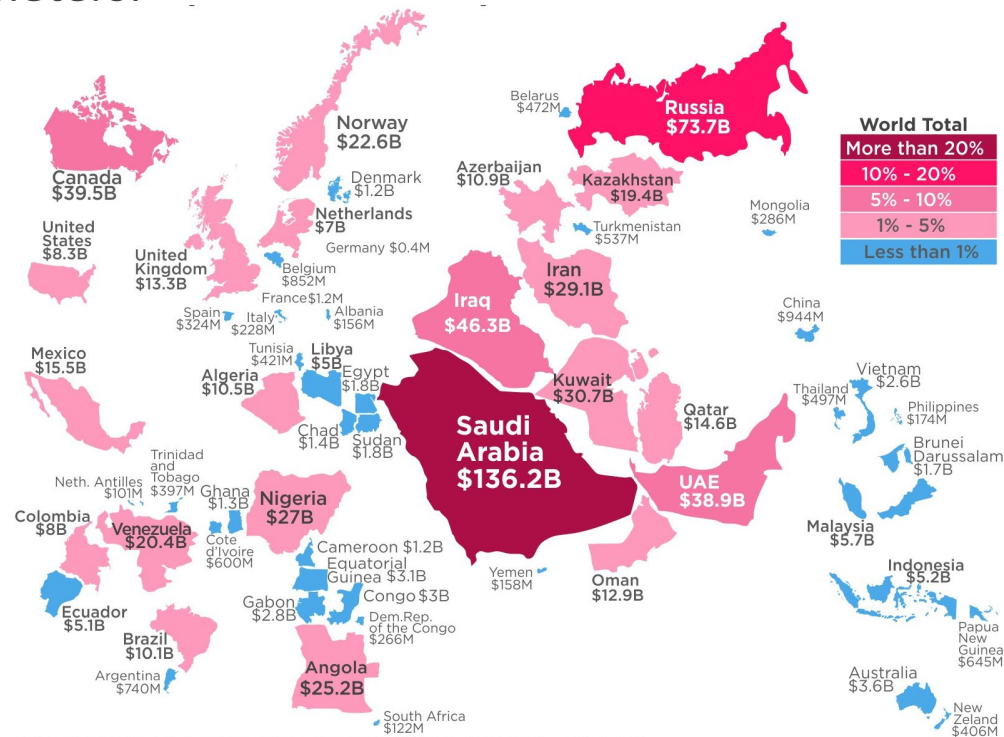 Canada
$39.5B
United
States
$8.3B
Mexico
$15.5B
Norway
$22.6B
Denmark
$1.2B
Netherlands
$7B
Germany $0.4M
United
Kingdom
$13.3B
Belgium
$852M
France $1.2M
Spain
$324M
Italy
$228M
Albania
$156M
Belarus
$472M
Russia
$73.7B
Azerbaijan
$10.9B
Kazakhstan
$19.4B
Turkmenistan
$537M
Mongolia
$286M
World Total
More than 20%
10% - 20%
5% - 10%
1% - 5%
Less than 1%
Iraq
$46.3B
Iran
$29.1B
China
$944M
Tunisia
$421M
Libya
$5B
Algeria
$10.5B
Egypt
$1.8B
Chad
$1.4B
Sudan
$1.8B
Saudi
Arabia
$136.2B
Kuwait
$30.7B
Qatar
$14.6B
UAE
$38.9B
Oman
$12.9B
Yemen
$158M
Vietnam
$2.6B
Thailand
$497M
Philippines
$174M
Brunei
Darussalam
$1.7B
Malaysia
$5.7B
Indonesia
$5.2B
Papua
New
Guinea
$645M
Australia
$3.6B
New
Zeland
$406M
Trinidad
and
Tobago
$397M
Neth. Antilles
$101M
Colombia
$8B
Venezuela
$20.4B
Ecuador
$5.1B
Brazil
$10.1B
Argentina
$740M
Ghana
$1.3B
Cote
d'Ivoire
$600M
Nigeria
$27B
Cameroon $1.2B
Equatorial
Guinea $3.1B
Congo $3B
Gabon
$2.8B
Dem.Rep.
of the Congo
$266M
Angola
$25.2B
South Africa
$122M